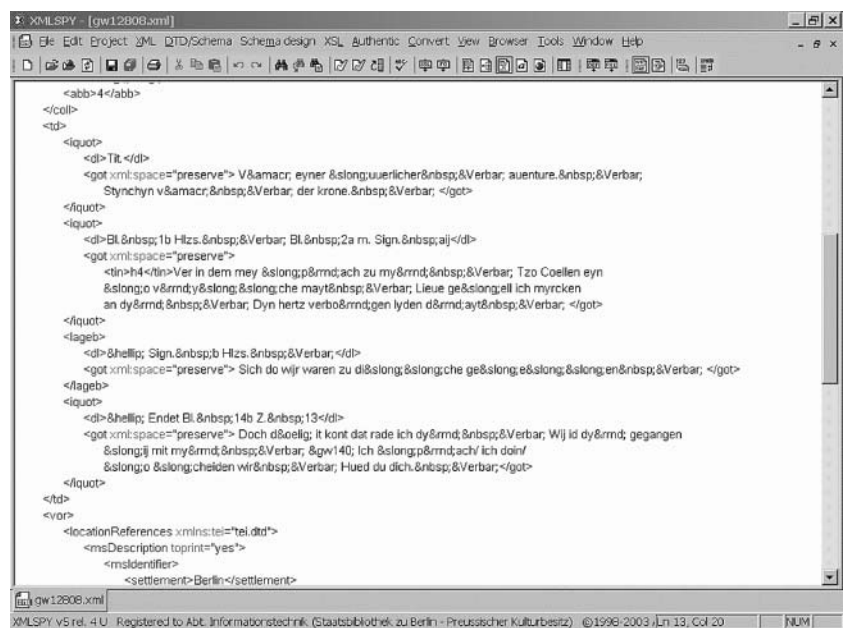 XMLSPY - [gw12808.xml]
File Edit Project XML DTD/Schema Schema design XSL Authentic Convert View Browser Tools Window Help
<abb>4</abb>
</coll>
<td>
<iquot>
<dl>Tit.</dl>
<got xml:space="preserve"> V&amacr; eyner &slong;uuerlicher&nbsp;&Verbar; auenture.&nbsp;&Verbar;
Stynchyn v&amacr;&nbsp;&Verbar; der krone.&nbsp;&Verbar; </got>
</iquot>
<iquot>
<dl>Bl.&nbsp;1b Hlzs.&nbsp;&Verbar; Bl.&nbsp;2a m. Sign.&nbsp;aij</dl>
<got xml:space="preserve">
<tin>h4</tin>Ver in dem mey &slong;p&rmd;ach zu my&rmd;&nbsp;&Verbar; Tzo Coellen eyn
&slong;o v&rmd;y&slong;&slong;che mayt&nbsp;&Verbar; Lieue ge&slong;ell ich myrcken
an dy&rmd;&nbsp;&Verbar; Dyn hertz verbo&rmd;gen lyden d&rmd;ayt&nbsp;&Verbar; </got>
</iquot>
<lageb>
<dl>&hellip; Sign.&nbsp;b Hlzs.&nbsp;&Verbar;</dl>
<got xml:space="preserve"> Sich do wijr waren zu di&slong;&slong;che ge&slong;e&slong;&slong;en&nbsp;&Verbar; </got>
</lageb>
<iquot>
<dl>&hellip; Endet Bl.&nbsp;14b Z.&nbsp;13</dl>
<got xml:space="preserve"> Doch d&oelig; it kont dat rade ich dy&rmd;&nbsp;&Verbar; Wij id dy&rmd; gegangen
&slong;ij mit my&rmd;&nbsp;&Verbar; &gw140; Ich &slong;p&rmd;ach/ ich doin/
&slong;o &slong;cheiden wir&nbsp;&Verbar; Hued du dich.&nbsp;&Verbar;</got>
</iquot>
</td>
<vor>
<locationReferences xmlns:tei="tei.dtd">
<msDescription toprint="yes">
<msIdentifier>
<settlement>Berlin</settlement>
gw12808.xml
XMLSPY v5 rel. 4 U Registered to Abt. Informationstechnik (Staatsbibliothek zu Berlin - Preussischer Kulturbesitz) ©1998-2003 Ln 13, Col 20 NUM